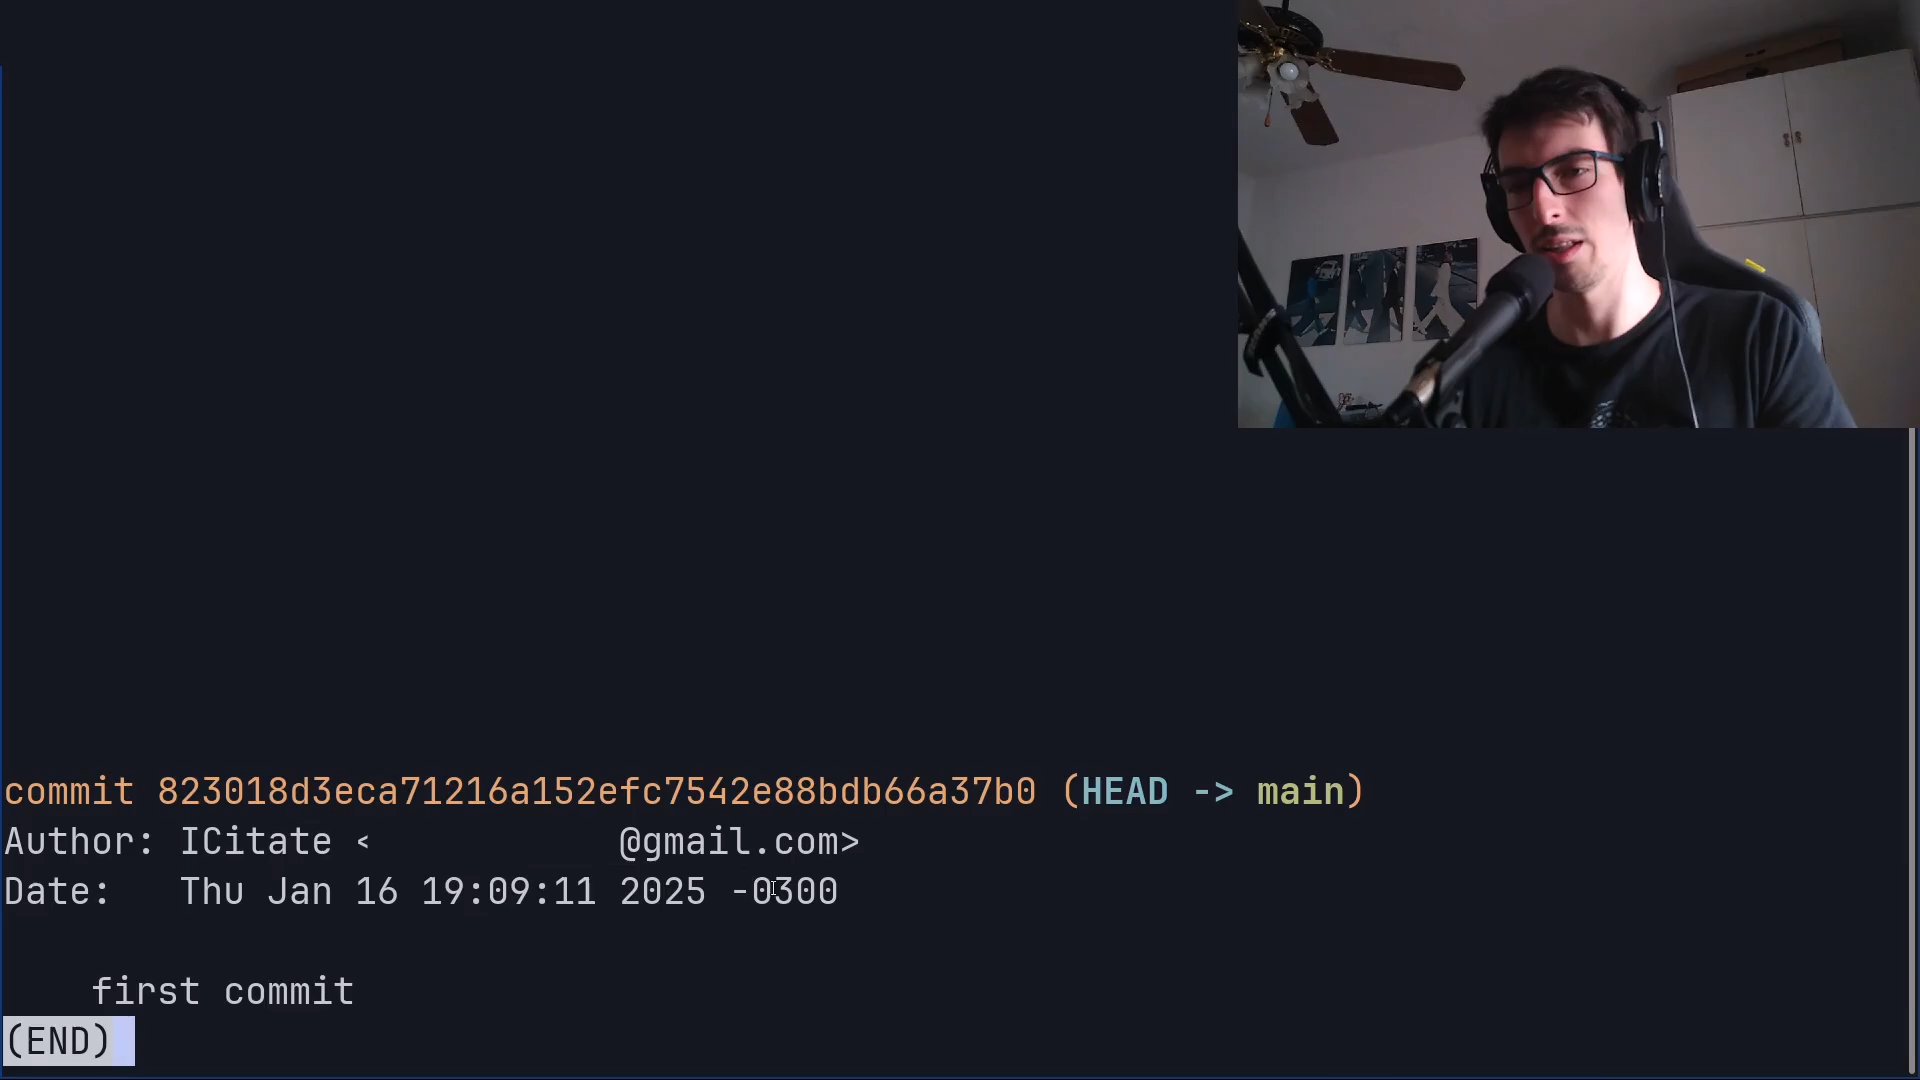 commit 823018d3eca71216a152efc7542e88bdb66a37b0 (HEAD -> main)
Author: ICitate < @gmail.com>
Date: Thu Jan 16 19:09:11 2025 -0300
first commit
(END)